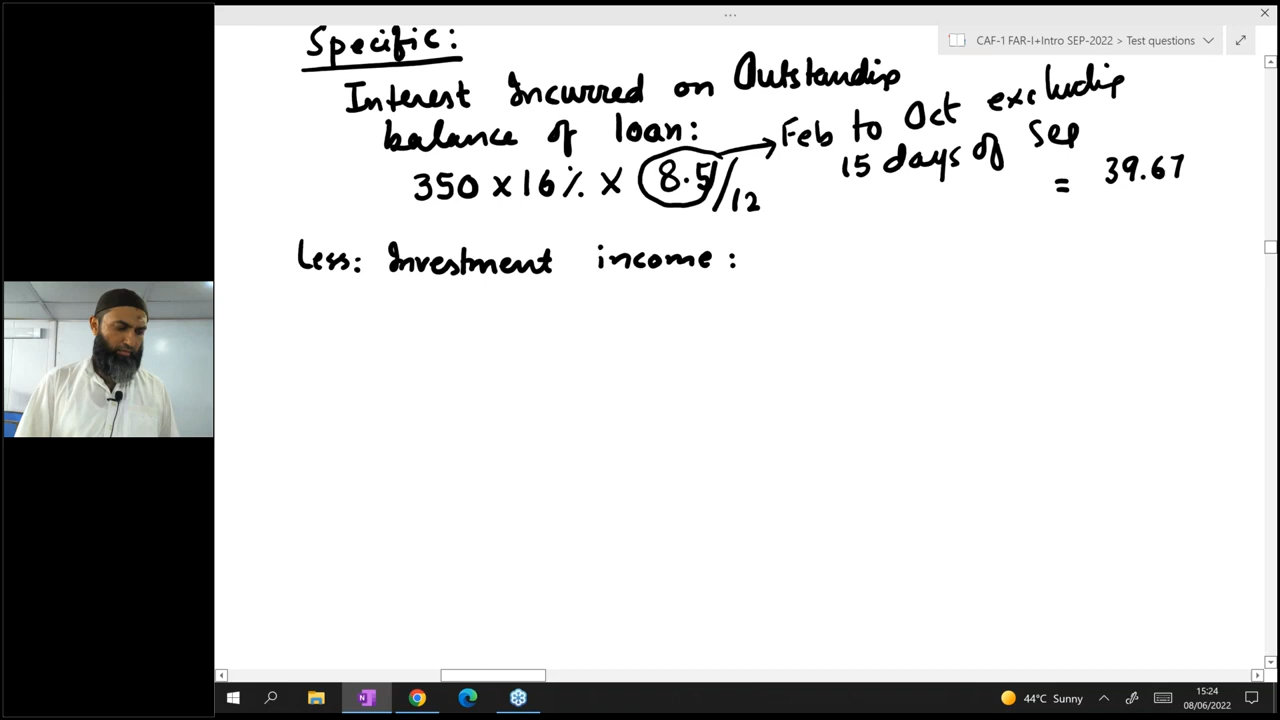 CAF-1 FAR-I+Intro SEP-2022 > Test questions
Specific:
Interest Incurred on Outstanding
balance of loan:
350 x 16% x 8.5/12
Feb to Oct excluding
15 days of Sep
= 39.67
Less: Investment income:
44°C Sunny
15:24
08/06/2022